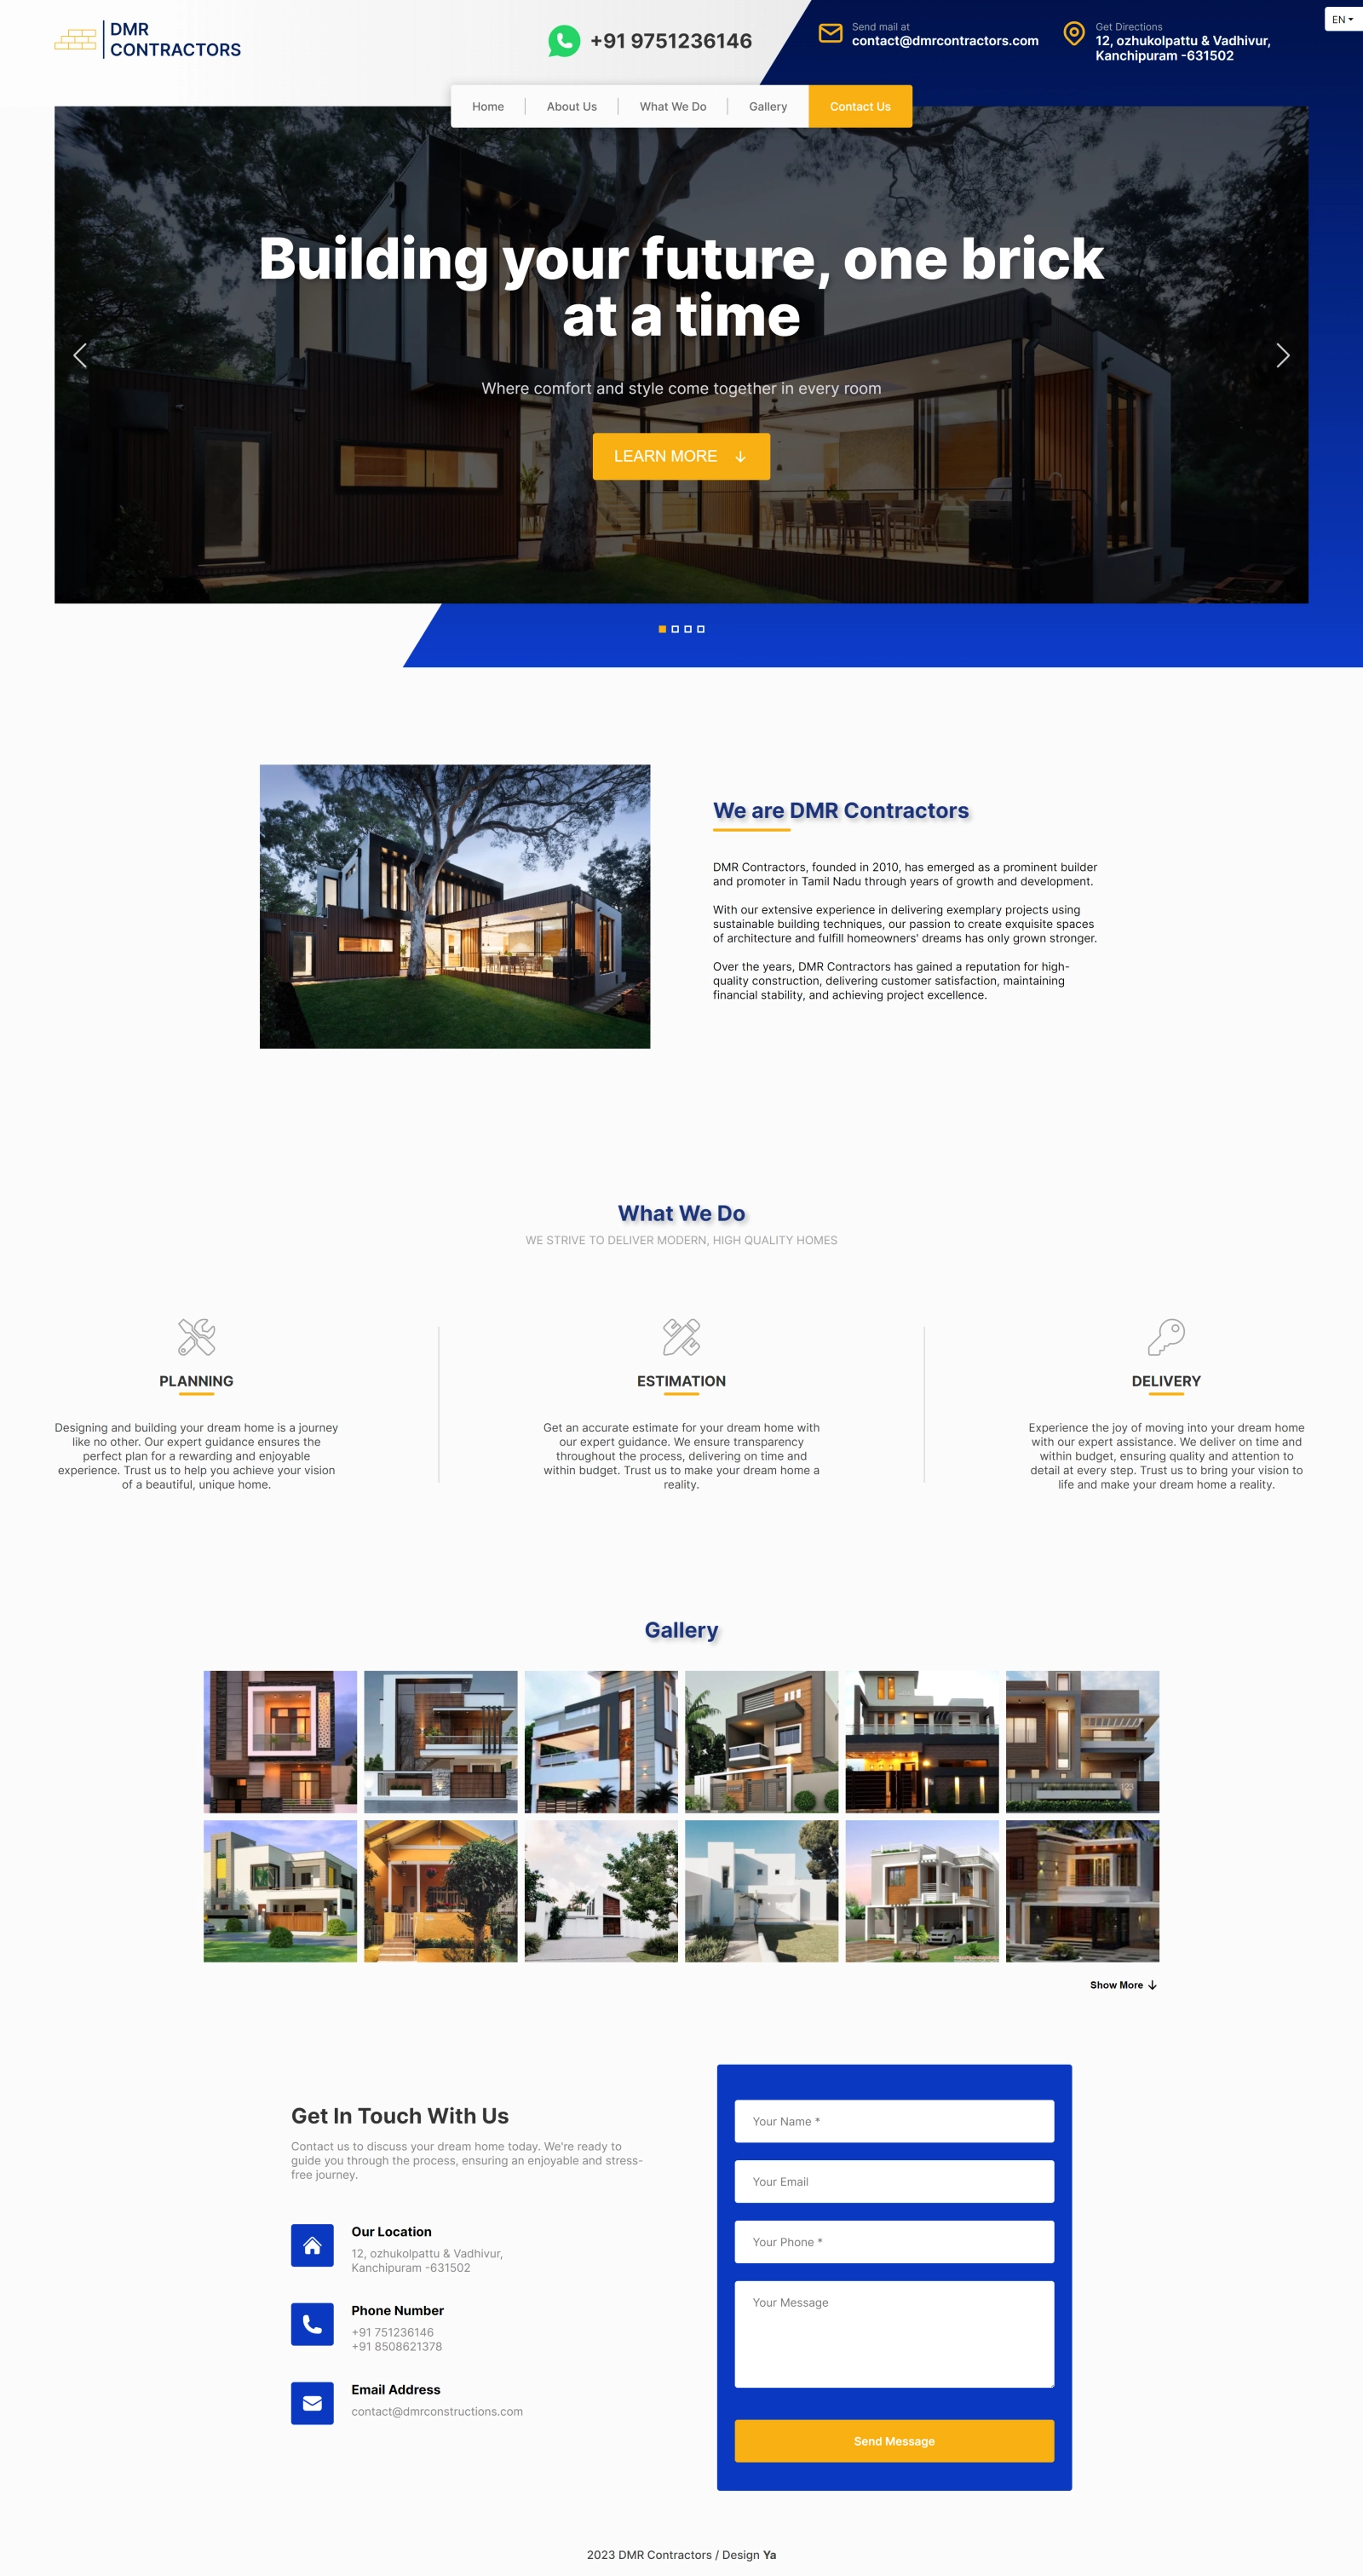 DMR
CONTRACTORS
+91 9751236146
Send mail at
contact@dmrcontractors.com
Get Directions
12, ozhukolpattu & Vadhivur,
Kanchipuram -631502
EN
Home
About Us
What We Do
Gallery
Contact Us
Building your future, one brick
at a time
Where comfort and style come together in every room
LEARN MORE
We are DMR Contractors
DMR Contractors, founded in 2010, has emerged as a prominent builder
and promoter in Tamil Nadu through years of growth and development.
With our extensive experience in delivering exemplary projects using
sustainable building techniques, our passion to create exquisite spaces
of architecture and fulfill homeowners' dreams has only grown stronger.
Over the years, DMR Contractors has gained a reputation for high-
quality construction, delivering customer satisfaction, maintaining
financial stability, and achieving project excellence.
What We Do
WE STRIVE TO DELIVER MODERN, HIGH QUALITY HOMES
PLANNING
Designing and building your dream home is a journey
like no other. Our expert guidance ensures the
perfect plan for a rewarding and enjoyable
experience. Trust us to help you achieve your vision
of a beautiful, unique home.
ESTIMATION
Get an accurate estimate for your dream home with
our expert guidance. We ensure transparency
throughout the process, delivering on time and
within budget. Trust us to make your dream home a
reality.
DELIVERY
Experience the joy of moving into your dream home
with our expert assistance. We deliver on time and
within budget, ensuring quality and attention to
detail at every step. Trust us to bring your vision to
life and make your dream home a reality.
Gallery
123
Show More
Get In Touch With Us
Contact us to discuss your dream home today. We're ready to
guide you through the process, ensuring an enjoyable and stress-
free journey.
Our Location
12, ozhukolpattu & Vadhivur,
Kanchipuram -631502
Phone Number
+91 751236146
+91 8508621378
Email Address
contact@dmrconstructions.com
Your Name *
Your Email
Your Phone *
Your Message
Send Message
2023 DMR Contractors / Design Ya